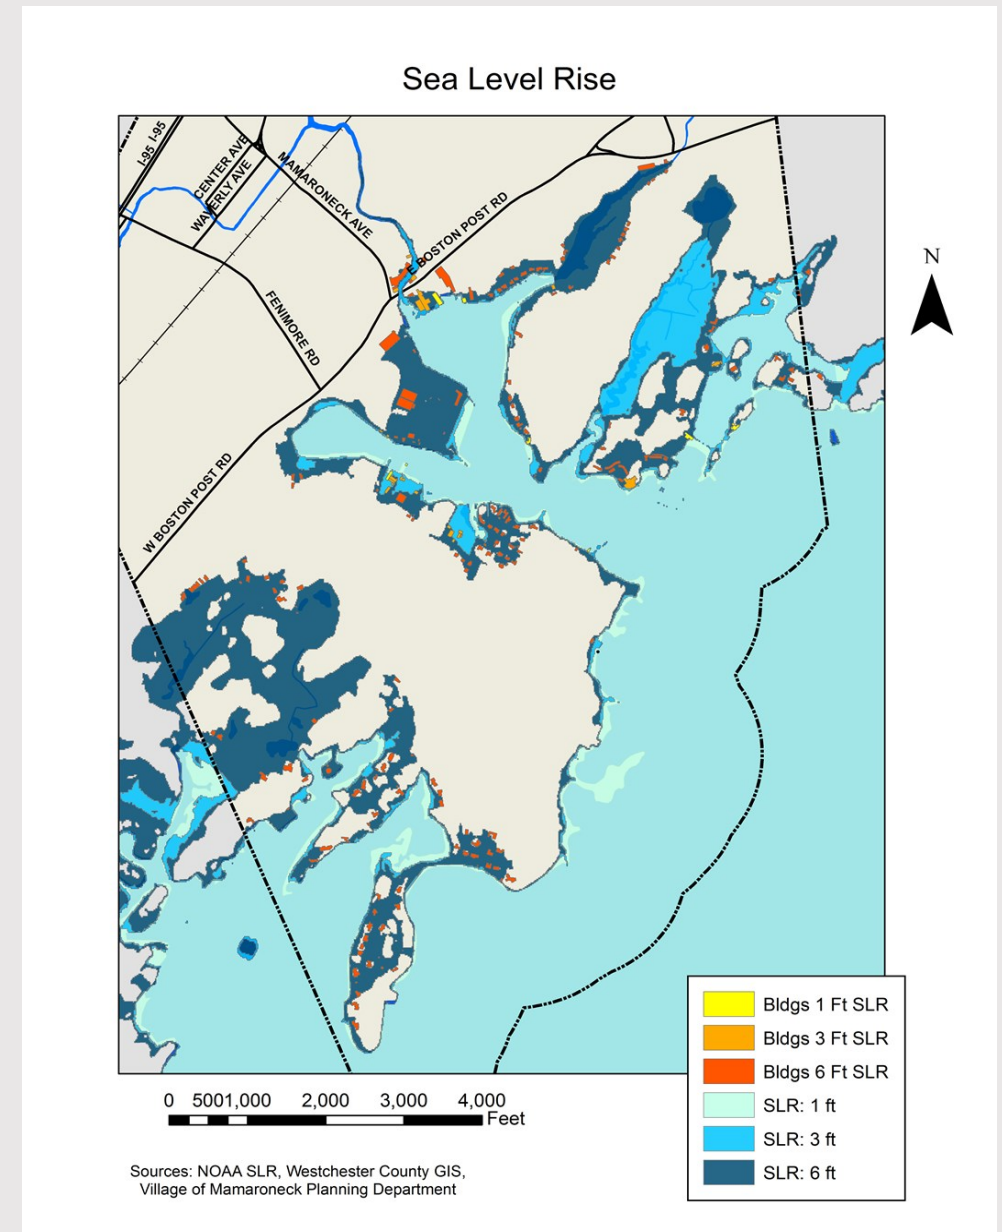 Sea Level Rise
I-95 I-95
CENTER AVE
WAVERLY AVE
MAMARONECK AVE
E BOSTON POST RD
FENIMORE RD
W BOSTON POST RD
N
Bldgs 1 Ft SLR
Bldgs 3 Ft SLR
Bldgs 6 Ft SLR
SLR: 1 ft
SLR: 3 ft
SLR: 6 ft
0 5001,000 2,000 3,000 4,000
Feet
Sources: NOAA SLR, Westchester County GIS,
Village of Mamaroneck Planning Department